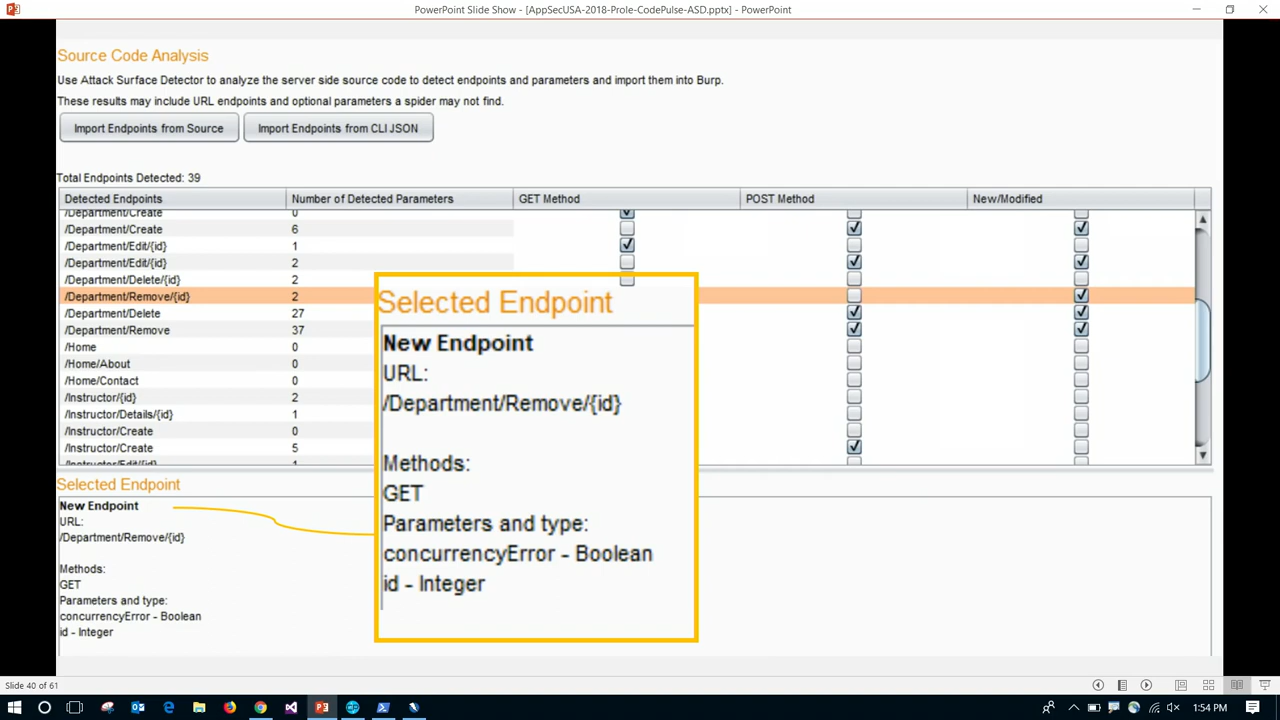 PowerPoint Slide Show - [AppSecUSA-2018-Prole-CodePulse-ASD.pptx] - PowerPoint
Source Code Analysis
Use Attack Surface Detector to analyze the server side source code to detect endpoints and parameters and import them into Burp.
These results may include URL endpoints and optional parameters a spider may not find.
Import Endpoints from Source Import Endpoints from CLI JSON
Total Endpoints Detected: 39
Detected Endpoints Number of Detected Parameters GET Method POST Method New/Modified
/Department/Create 0
/Department/Create 6
/Department/Edit/{id} 1
/Department/Edit/{id} 2
/Department/Delete/{id} 2
/Department/Remove/{id} 2
/Department/Delete 27
/Department/Remove 37
/Home 0
/Home/About 0
/Home/Contact 0
/Instructor/{id} 2
/Instructor/Details/{id} 1
/Instructor/Create 0
/Instructor/Create 5
/Instructor/Edit/{id} 1
Selected Endpoint
New Endpoint
URL:
/Department/Remove/{id}
Methods:
GET
Parameters and type:
concurrencyError - Boolean
id - Integer
Selected Endpoint
New Endpoint
URL:
/Department/Remove/{id}
Methods:
GET
Parameters and type:
concurrencyError - Boolean
id - Integer
Slide 40 of 61
1:54 PM